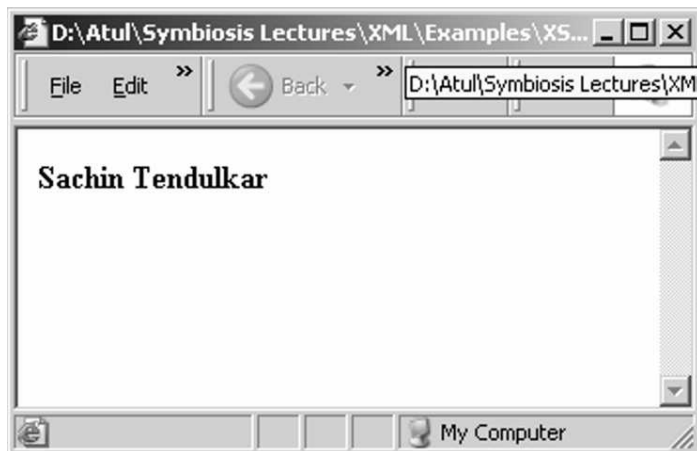 D:\Atul\Symbiosis Lectures\XML\Examples\XS...
File Edit » Back »
D:\Atul\Symbiosis Lectures\XM
Sachin Tendulkar
My Computer